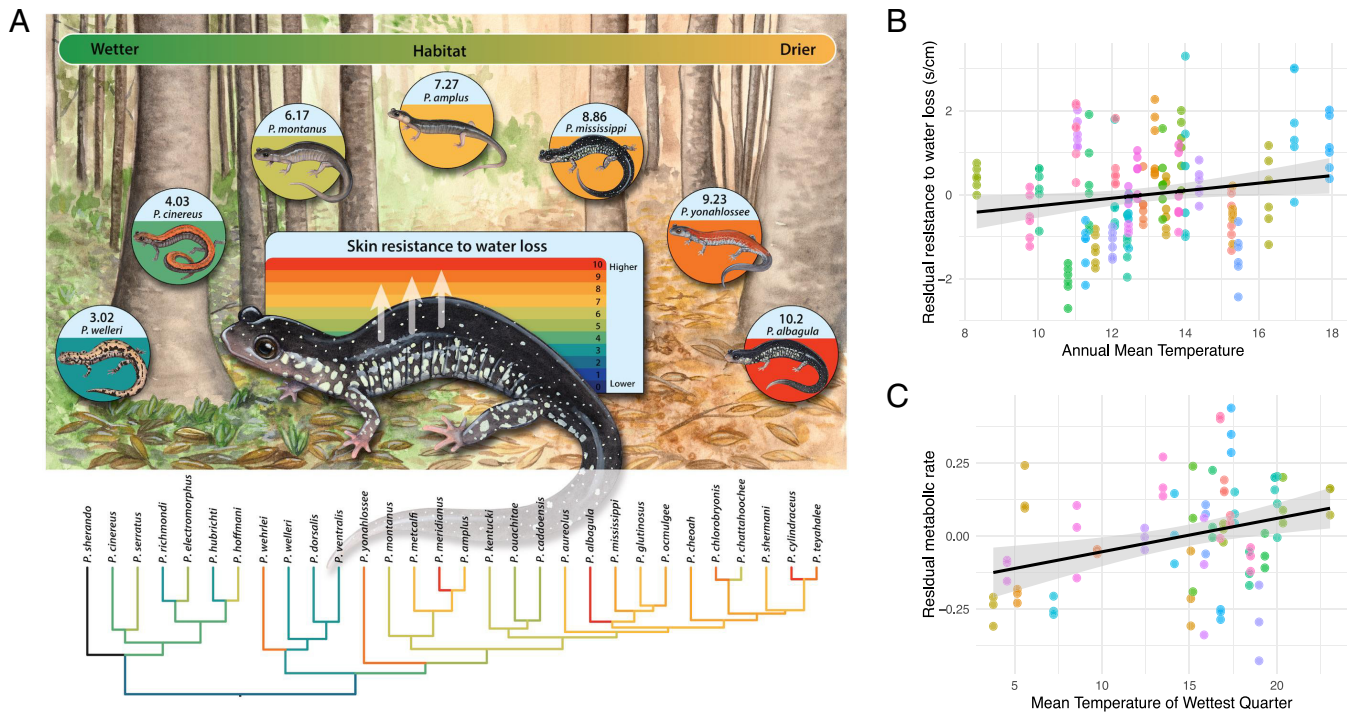 A
Wetter
Habitat
Drier
7.27
P. amplus
6.17
P. montanus
8.86
P. mississippi
4.03
P. cinereus
9.23
P. yonahlossee
3.02
P. welleri
10.2
P. albagula
Skin resistance to water loss
10 Higher
9
8
7
6
5
4
3
2
1
0 Lower
P. sherando
P. cinereus
P. serratus
P. richmondi
P. electromorphus
P. hubrichti
P. hoffmani
P. wehrlei
P. welleri
P. dorsalis
P. ventralis
P. yonahlossee
P. montanus
P. metcalfi
P. meridianus
P. amplus
P. kentucki
P. ouachitae
P. caddoensis
P. aureolus
P. albagula
P. mississippi
P. glutinosus
P. ocmulgee
P. cheoah
P. chlorobryonis
P. chattahoochee
P. shermani
P. cylindraceus
P. teyahalee
B
Residual resistance to water loss (s/cm)
2
0
−2
8 10 12 14 16 18
Annual Mean Temperature
C
Residual metabolic rate
0.25
0.00
−0.25
5 10 15 20
Mean Temperature of Wettest Quarter